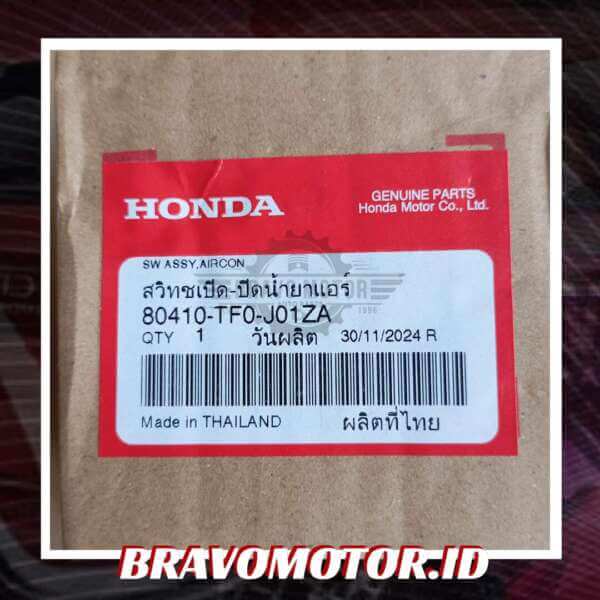 HONDA
GENUINE PARTS
Honda Motor Co., Ltd.
SW ASSY,AIRCON
สวิทชเปิด-ปิดน้ำยาแอร์
80410-TF0-J01ZA
QTY 1 วันผลิต 30/11/2024 R
Made in THAILAND ผลิตที่ไทย
BRAVOMOTOR.ID